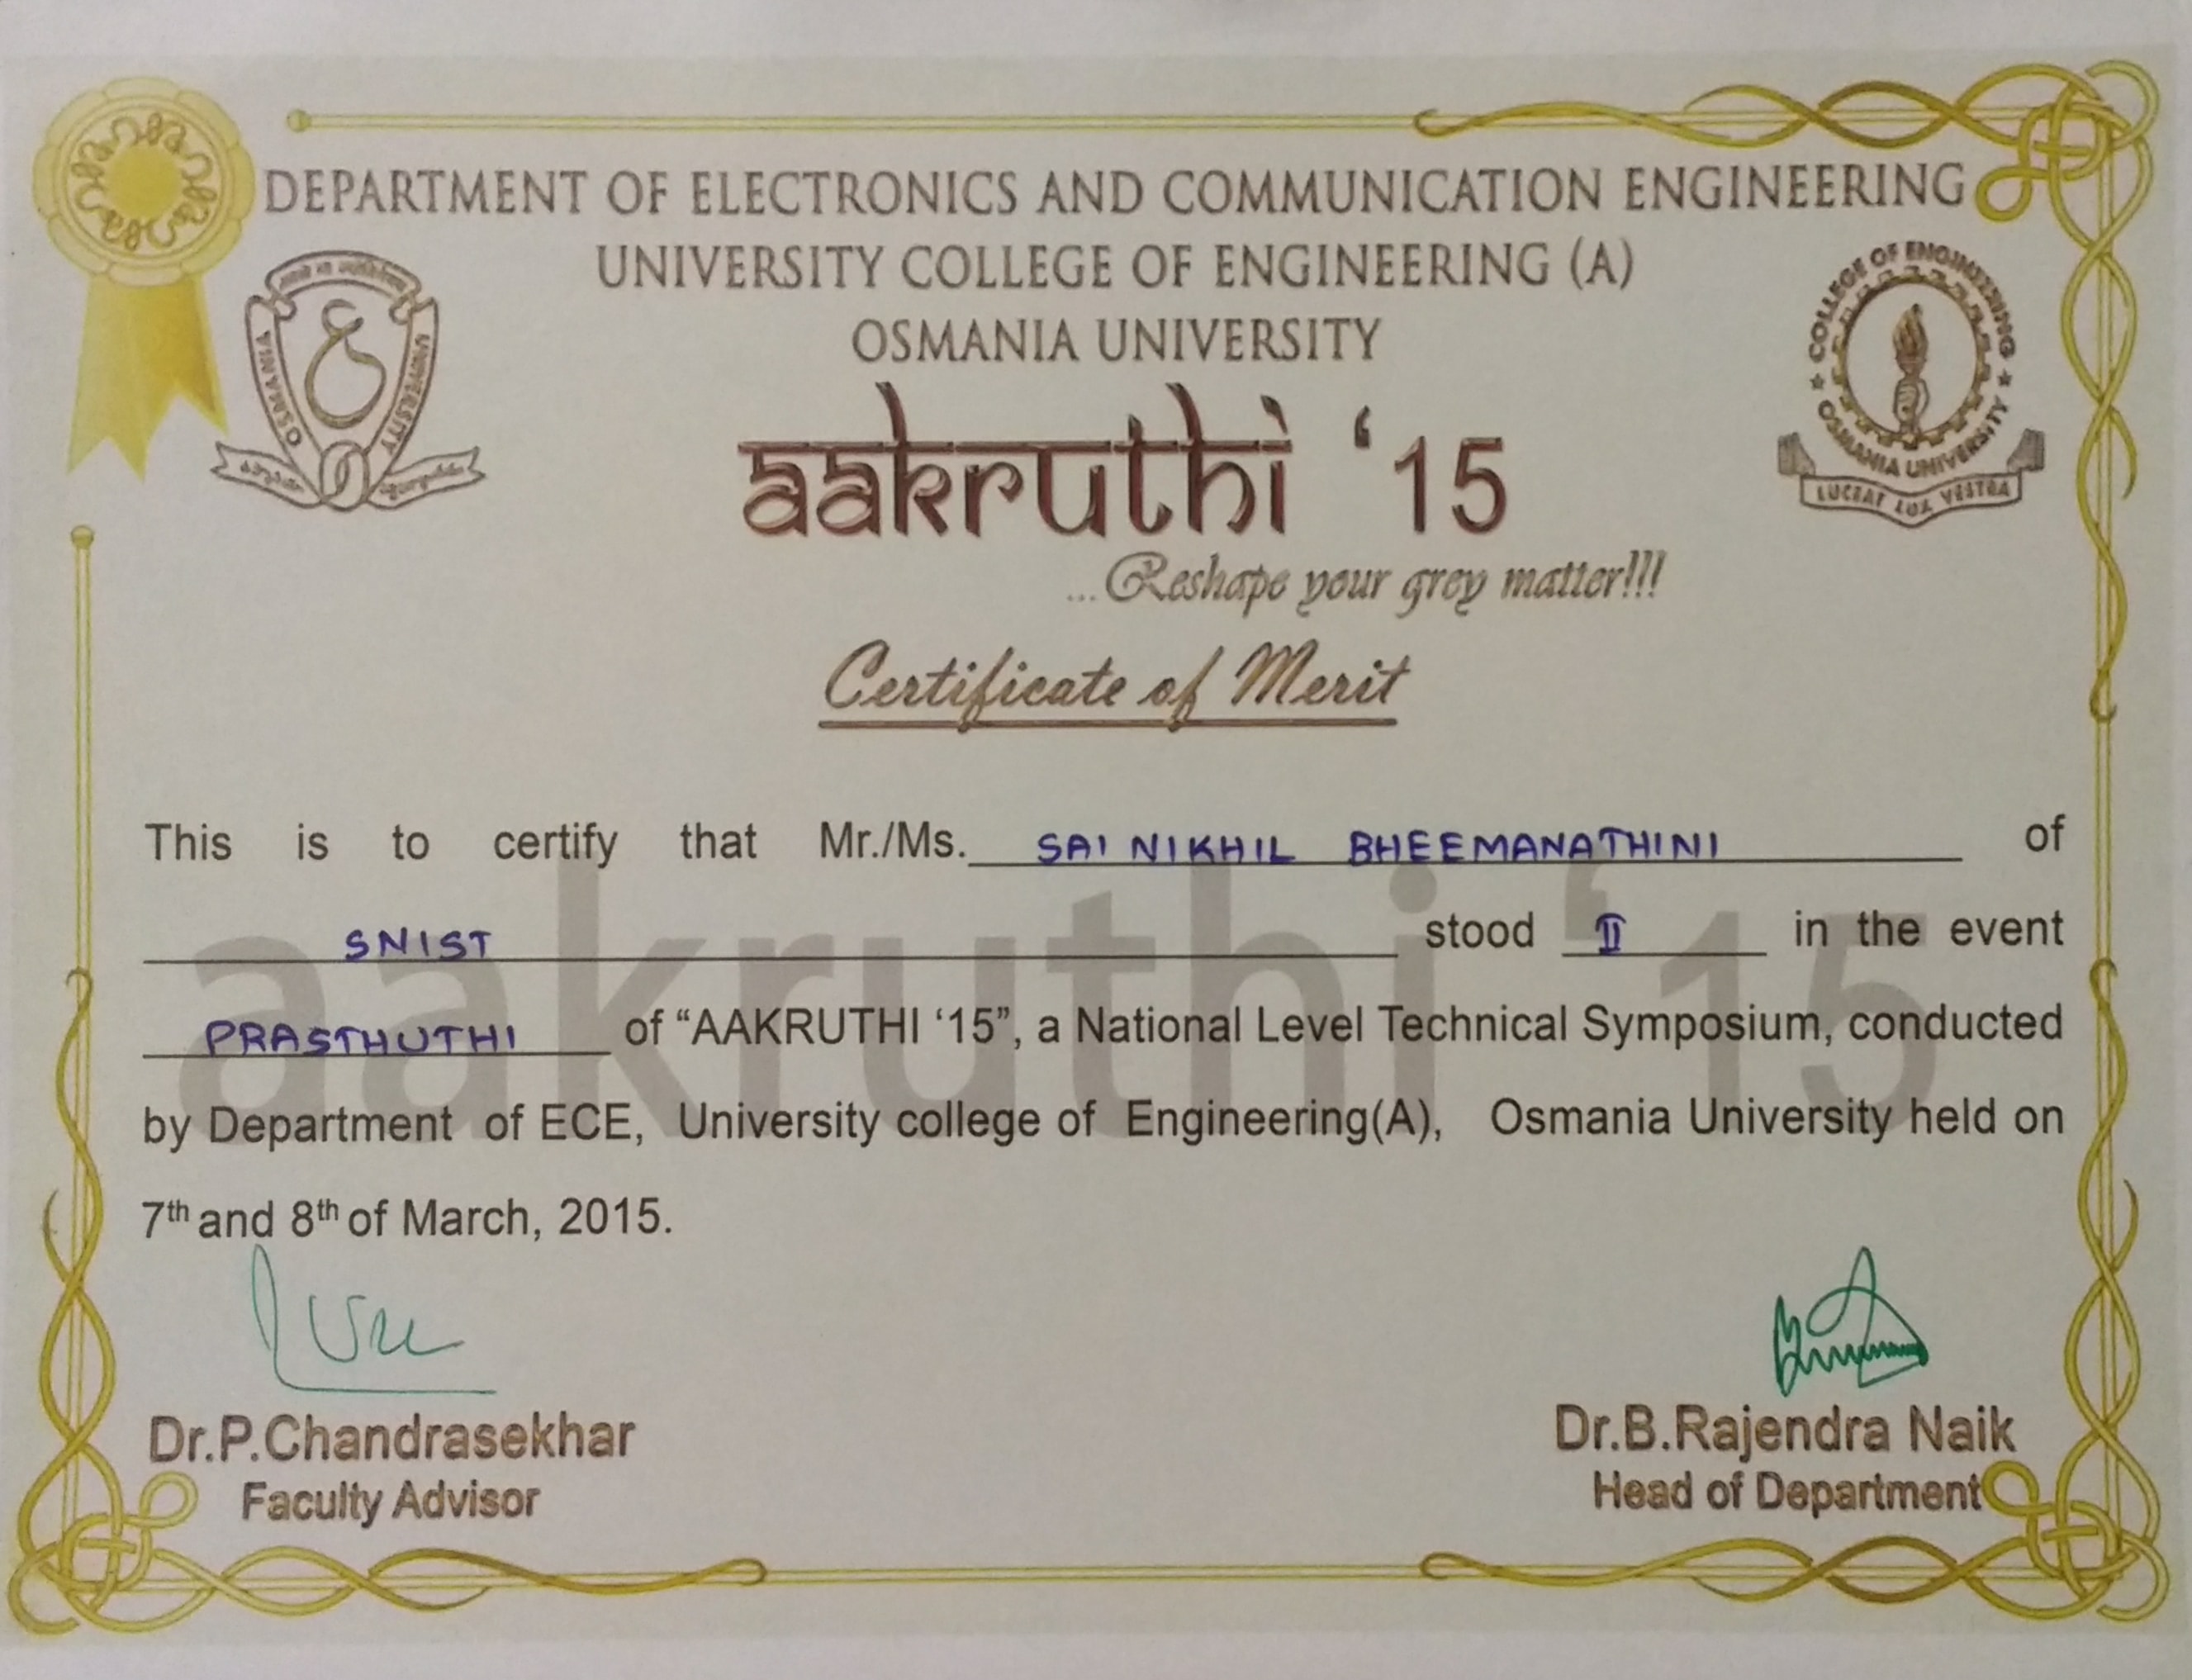 DEPARTMENT OF ELECTRONICS AND COMMUNICATION ENGINEERING
UNIVERSITY COLLEGE OF ENGINEERING (A)
OSMANIA UNIVERSITY
OSMANIA UNIVERSITY
COLLEGE OF ENGINEERING
OSMANIA UNIVERSITY
LUCEAT LUX VESTRA
aakruthi ‘15
...Reshape your grey matter!!!
Certificate of Merit
This is to certify that Mr./Ms. SAI NIKHIL BHEEMANATHINI of
SNIST stood II in the event
PRASTHUTHI of “AAKRUTHI ‘15”, a National Level Technical Symposium, conducted
by Department of ECE, University college of Engineering(A), Osmania University held on
7th and 8th of March, 2015.
aakruthi ‘15
Dr.P.Chandrasekhar
Faculty Advisor
Dr.B.Rajendra Naik
Head of Department